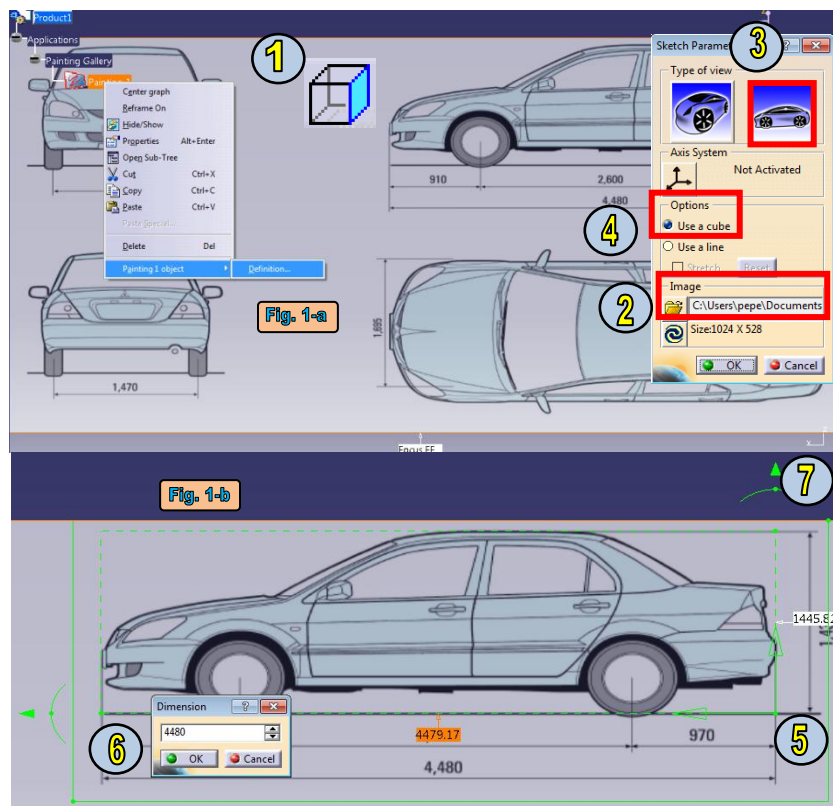 Product1
Applications
Painting Gallery
Center graph
Reframe On
Hide/Show
Properties Alt+Enter
Open Sub-Tree
Cut Ctrl+X
Copy Ctrl+C
Paste Ctrl+V
Paste Special...
Delete Del
Painting 1 object
Definition...
1
Fig. 1-a
910
2,600
4,480
1,470
1,695
Sketch
3
?
Type of view
Axis System
Not Activated
4
Options
Use a cube
Use a line
Stretch
Reset
2
Image
C:\Users\pepe\Documents
Size:1024 X 528
OK
Cancel
x
Fig. 1-b
7
1445.82
Dimension
?
4480
OK
Cancel
6
4479.17
970
5
4,480